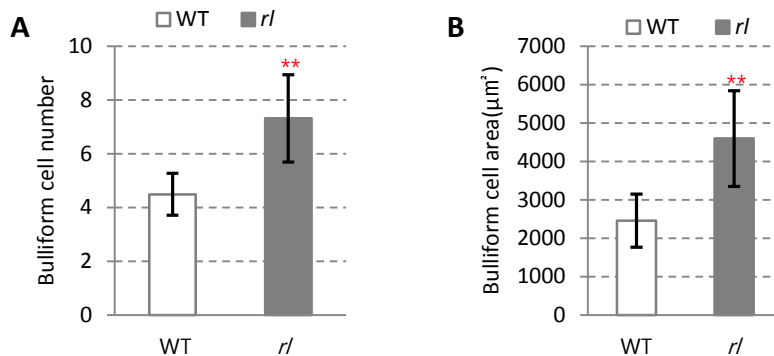 A
WT rl
Bulliform cell number
10
8
6
4
2
0
**
WT rl
B
WT rl
Bulliform cell area(μm²)
7000
6000
5000
4000
3000
2000
1000
0
**
WT rl